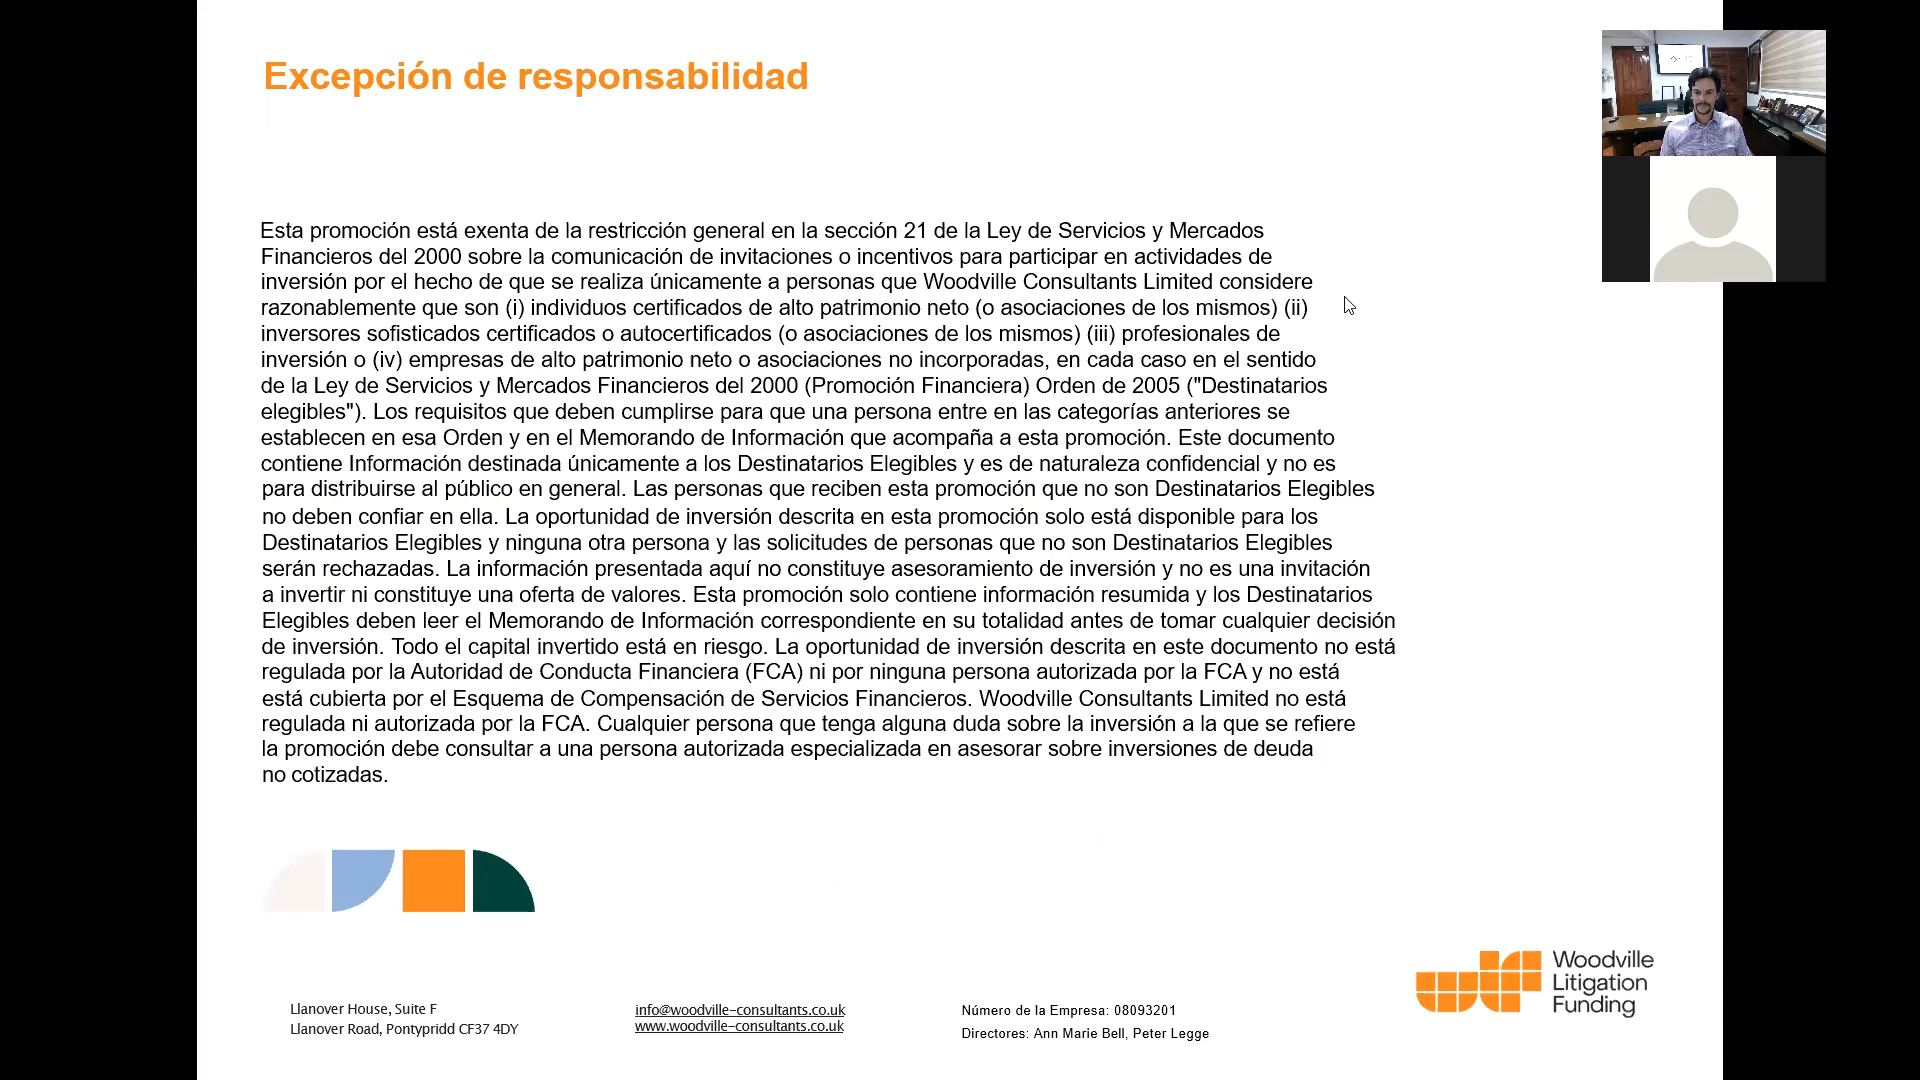 Excepción de responsabilidad
Esta promoción está exenta de la restricción general en la sección 21 de la Ley de Servicios y Mercados
Financieros del 2000 sobre la comunicación de invitaciones o incentivos para participar en actividades de
inversión por el hecho de que se realiza únicamente a personas que Woodville Consultants Limited considere
razonablemente que son (i) individuos certificados de alto patrimonio neto (o asociaciones de los mismos) (ii)
inversores sofisticados certificados o autocertificados (o asociaciones de los mismos) (iii) profesionales de
inversión o (iv) empresas de alto patrimonio neto o asociaciones no incorporadas, en cada caso en el sentido
de la Ley de Servicios y Mercados Financieros del 2000 (Promoción Financiera) Orden de 2005 ("Destinatarios
elegibles"). Los requisitos que deben cumplirse para que una persona entre en las categorías anteriores se
establecen en esa Orden y en el Memorando de Información que acompaña a esta promoción. Este documento
contiene Información destinada únicamente a los Destinatarios Elegibles y es de naturaleza confidencial y no es
para distribuirse al público en general. Las personas que reciben esta promoción que no son Destinatarios Elegibles
no deben confiar en ella. La oportunidad de inversión descrita en esta promoción solo está disponible para los
Destinatarios Elegibles y ninguna otra persona y las solicitudes de personas que no son Destinatarios Elegibles
serán rechazadas. La información presentada aquí no constituye asesoramiento de inversión y no es una invitación
a invertir ni constituye una oferta de valores. Esta promoción solo contiene información resumida y los Destinatarios
Elegibles deben leer el Memorando de Información correspondiente en su totalidad antes de tomar cualquier decisión
de inversión. Todo el capital invertido está en riesgo. La oportunidad de inversión descrita en este documento no está
regulada por la Autoridad de Conducta Financiera (FCA) ni por ninguna persona autorizada por la FCA y no está
está cubierta por el Esquema de Compensación de Servicios Financieros. Woodville Consultants Limited no está
regulada ni autorizada por la FCA. Cualquier persona que tenga alguna duda sobre la inversión a la que se refiere
la promoción debe consultar a una persona autorizada especializada en asesorar sobre inversiones de deuda
no cotizadas.
Llanover House, Suite F
Llanover Road, Pontypridd CF37 4DY
info@woodville-consultants.co.uk
www.woodville-consultants.co.uk
Número de la Empresa: 08093201
Directores: Ann Marie Bell, Peter Legge
Woodville
Litigation
Funding